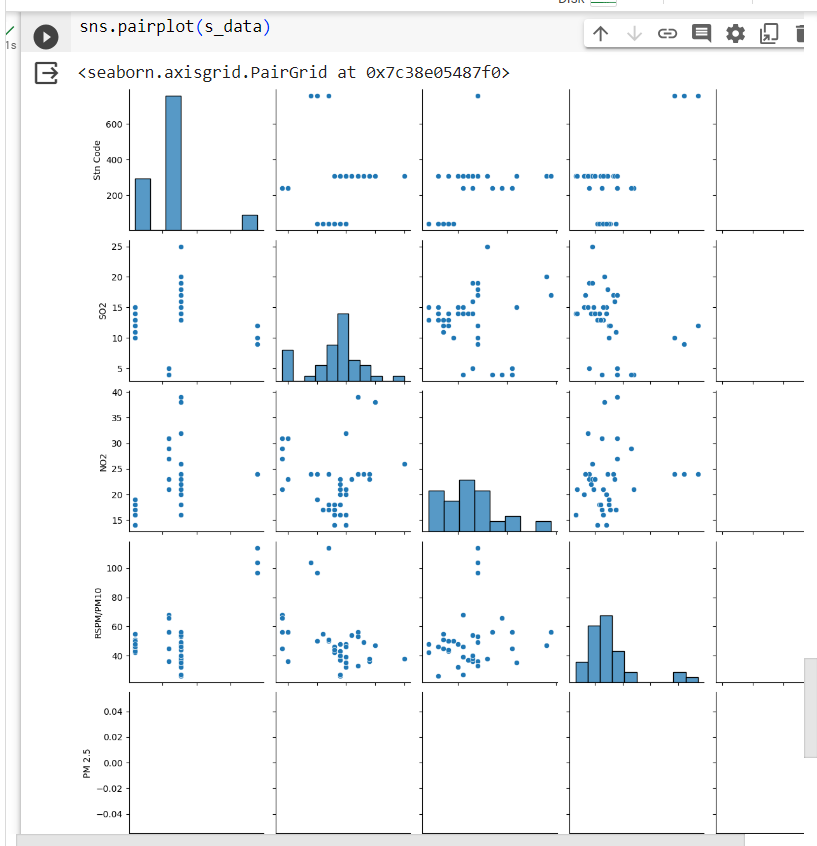 Disk
1s
sns.pairplot(s_data)
<seaborn.axisgrid.PairGrid at 0x7c38e05487f0>
Stn Code
600
400
200
SO2
25
20
15
10
5
NO2
40
35
30
25
20
15
RSPM/PM10
100
80
60
40
PM 2.5
0.04
0.02
0.00
−0.02
−0.04